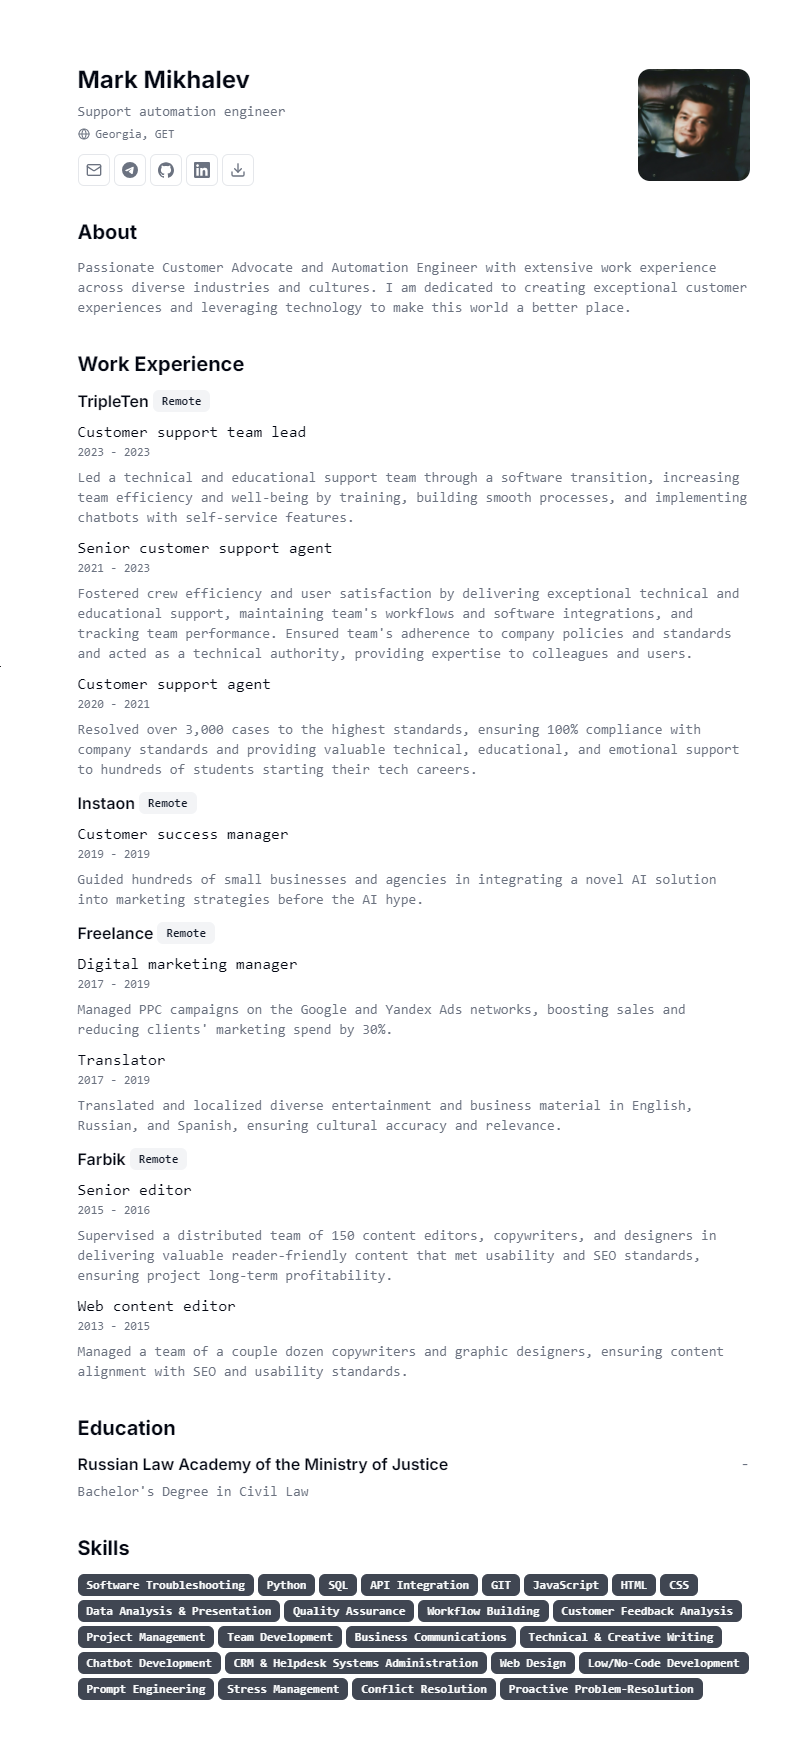 Mark Mikhalev
Support automation engineer
Georgia, GET
About
Passionate Customer Advocate and Automation Engineer with extensive work experience
across diverse industries and cultures. I am dedicated to creating exceptional customer
experiences and leveraging technology to make this world a better place.
Work Experience
TripleTen Remote
Customer support team lead
2023 - 2023
Led a technical and educational support team through a software transition, increasing
team efficiency and well-being by training, building smooth processes, and implementing
chatbots with self-service features.
Senior customer support agent
2021 - 2023
Fostered crew efficiency and user satisfaction by delivering exceptional technical and
educational support, maintaining team's workflows and software integrations, and
tracking team performance. Ensured team's adherence to company policies and standards
and acted as a technical authority, providing expertise to colleagues and users.
Customer support agent
2020 - 2021
Resolved over 3,000 cases to the highest standards, ensuring 100% compliance with
company standards and providing valuable technical, educational, and emotional support
to hundreds of students starting their tech careers.
Instaon Remote
Customer success manager
2019 - 2019
Guided hundreds of small businesses and agencies in integrating a novel AI solution
into marketing strategies before the AI hype.
Freelance Remote
Digital marketing manager
2017 - 2019
Managed PPC campaigns on the Google and Yandex Ads networks, boosting sales and
reducing clients' marketing spend by 30%.
Translator
2017 - 2019
Translated and localized diverse entertainment and business material in English,
Russian, and Spanish, ensuring cultural accuracy and relevance.
Farbik Remote
Senior editor
2015 - 2016
Supervised a distributed team of 150 content editors, copywriters, and designers in
delivering valuable reader-friendly content that met usability and SEO standards,
ensuring project long-term profitability.
Web content editor
2013 - 2015
Managed a team of a couple dozen copywriters and graphic designers, ensuring content
alignment with SEO and usability standards.
Education
Russian Law Academy of the Ministry of Justice -
Bachelor's Degree in Civil Law
Skills
Software Troubleshooting Python SQL API Integration GIT JavaScript HTML CSS
Data Analysis & Presentation Quality Assurance Workflow Building Customer Feedback Analysis
Project Management Team Development Business Communications Technical & Creative Writing
Chatbot Development CRM & Helpdesk Systems Administration Web Design Low/No-Code Development
Prompt Engineering Stress Management Conflict Resolution Proactive Problem-Resolution